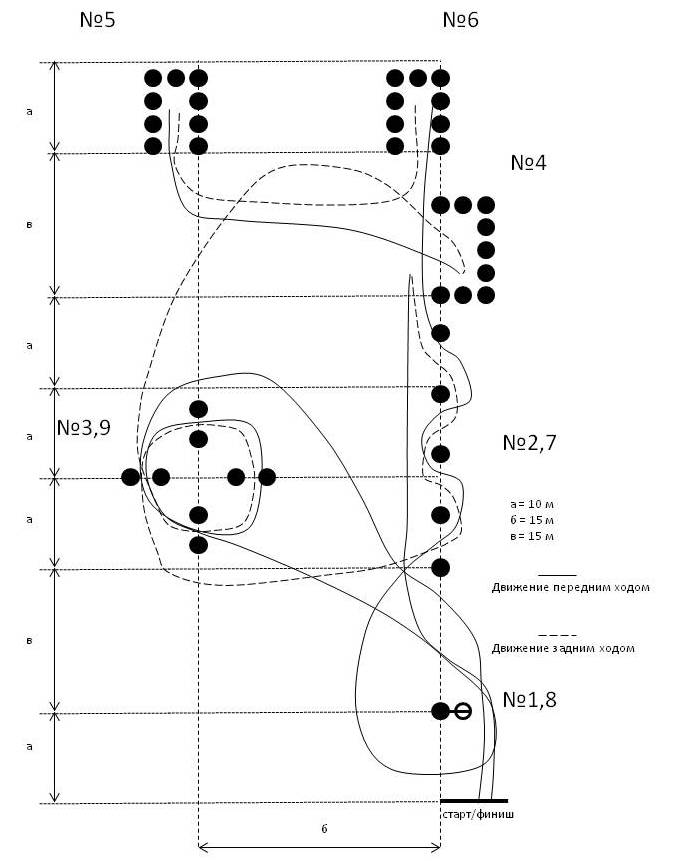 №5
№6
а
№4
в
а
№3,9
а
№2,7
а = 10 м
б = 15 м
в = 15 м
а
Движение передним ходом
в
Движение задним ходом
№1,8
а
старт/финиш
б